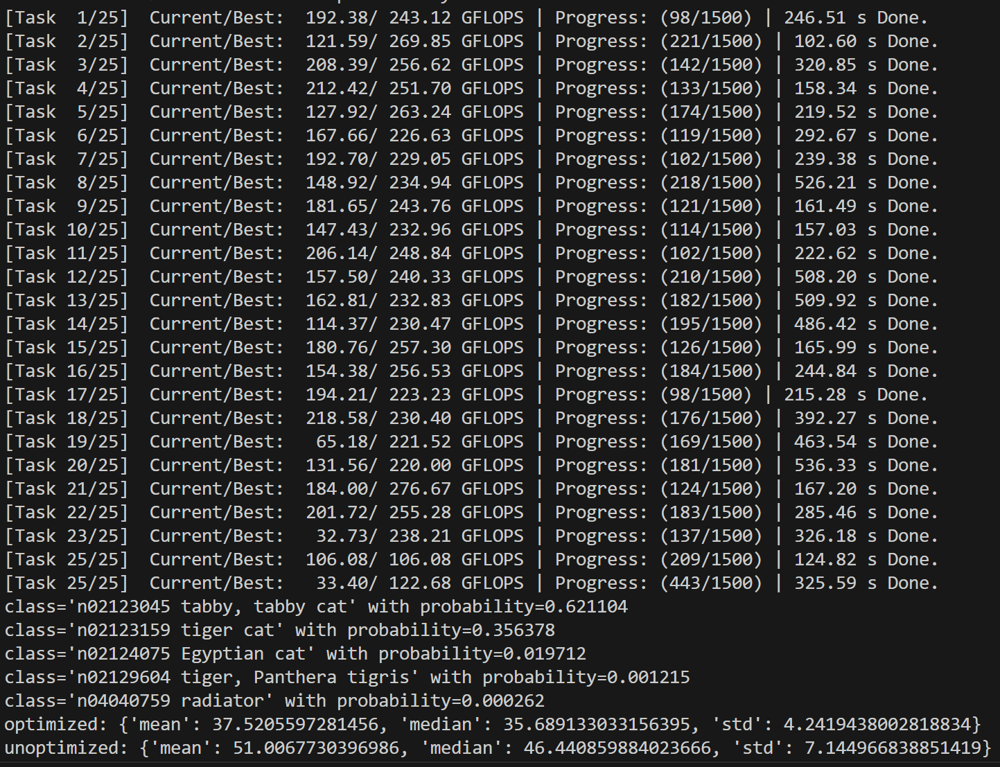 [Task  1/25]  Current/Best:  192.38/ 243.12 GFLOPS | Progress: (98/1500) | 246.51 s Done.
[Task  2/25]  Current/Best:  121.59/ 269.85 GFLOPS | Progress: (221/1500) | 102.60 s Done.
[Task  3/25]  Current/Best:  208.39/ 256.62 GFLOPS | Progress: (142/1500) | 320.85 s Done.
[Task  4/25]  Current/Best:  212.42/ 251.70 GFLOPS | Progress: (133/1500) | 158.34 s Done.
[Task  5/25]  Current/Best:  127.92/ 263.24 GFLOPS | Progress: (174/1500) | 219.52 s Done.
[Task  6/25]  Current/Best:  167.66/ 226.63 GFLOPS | Progress: (119/1500) | 292.67 s Done.
[Task  7/25]  Current/Best:  192.70/ 229.05 GFLOPS | Progress: (102/1500) | 239.38 s Done.
[Task  8/25]  Current/Best:  148.92/ 234.94 GFLOPS | Progress: (218/1500) | 526.21 s Done.
[Task  9/25]  Current/Best:  181.65/ 243.76 GFLOPS | Progress: (121/1500) | 161.49 s Done.
[Task 10/25]  Current/Best:  147.43/ 232.96 GFLOPS | Progress: (114/1500) | 157.03 s Done.
[Task 11/25]  Current/Best:  206.14/ 248.84 GFLOPS | Progress: (102/1500) | 222.62 s Done.
[Task 12/25]  Current/Best:  157.50/ 240.33 GFLOPS | Progress: (210/1500) | 508.20 s Done.
[Task 13/25]  Current/Best:  162.81/ 232.83 GFLOPS | Progress: (182/1500) | 509.92 s Done.
[Task 14/25]  Current/Best:  114.37/ 230.47 GFLOPS | Progress: (195/1500) | 486.42 s Done.
[Task 15/25]  Current/Best:  180.76/ 257.30 GFLOPS | Progress: (126/1500) | 165.99 s Done.
[Task 16/25]  Current/Best:  154.38/ 256.53 GFLOPS | Progress: (184/1500) | 244.84 s Done.
[Task 17/25]  Current/Best:  194.21/ 223.23 GFLOPS | Progress: (98/1500) | 215.28 s Done.
[Task 18/25]  Current/Best:  218.58/ 230.40 GFLOPS | Progress: (176/1500) | 392.27 s Done.
[Task 19/25]  Current/Best:   65.18/ 221.52 GFLOPS | Progress: (169/1500) | 463.54 s Done.
[Task 20/25]  Current/Best:  131.56/ 220.00 GFLOPS | Progress: (181/1500) | 536.33 s Done.
[Task 21/25]  Current/Best:  184.00/ 276.67 GFLOPS | Progress: (124/1500) | 167.20 s Done.
[Task 22/25]  Current/Best:  201.72/ 255.28 GFLOPS | Progress: (183/1500) | 285.46 s Done.
[Task 23/25]  Current/Best:   32.73/ 238.21 GFLOPS | Progress: (137/1500) | 326.18 s Done.
[Task 25/25]  Current/Best:  106.08/ 106.08 GFLOPS | Progress: (209/1500) | 124.82 s Done.
[Task 25/25]  Current/Best:   33.40/ 122.68 GFLOPS | Progress: (443/1500) | 325.59 s Done.
class='n02123045 tabby, tabby cat' with probability=0.621104
class='n02123159 tiger cat' with probability=0.356378
class='n02124075 Egyptian cat' with probability=0.019712
class='n02129604 tiger, Panthera tigris' with probability=0.001215
class='n04040759 radiator' with probability=0.000262
optimized: {'mean': 37.5205597281456, 'median': 35.689133033156395, 'std': 4.2419438002818834}
unoptimized: {'mean': 51.0067730396986, 'median': 46.440859884023666, 'std': 7.144966838851419}